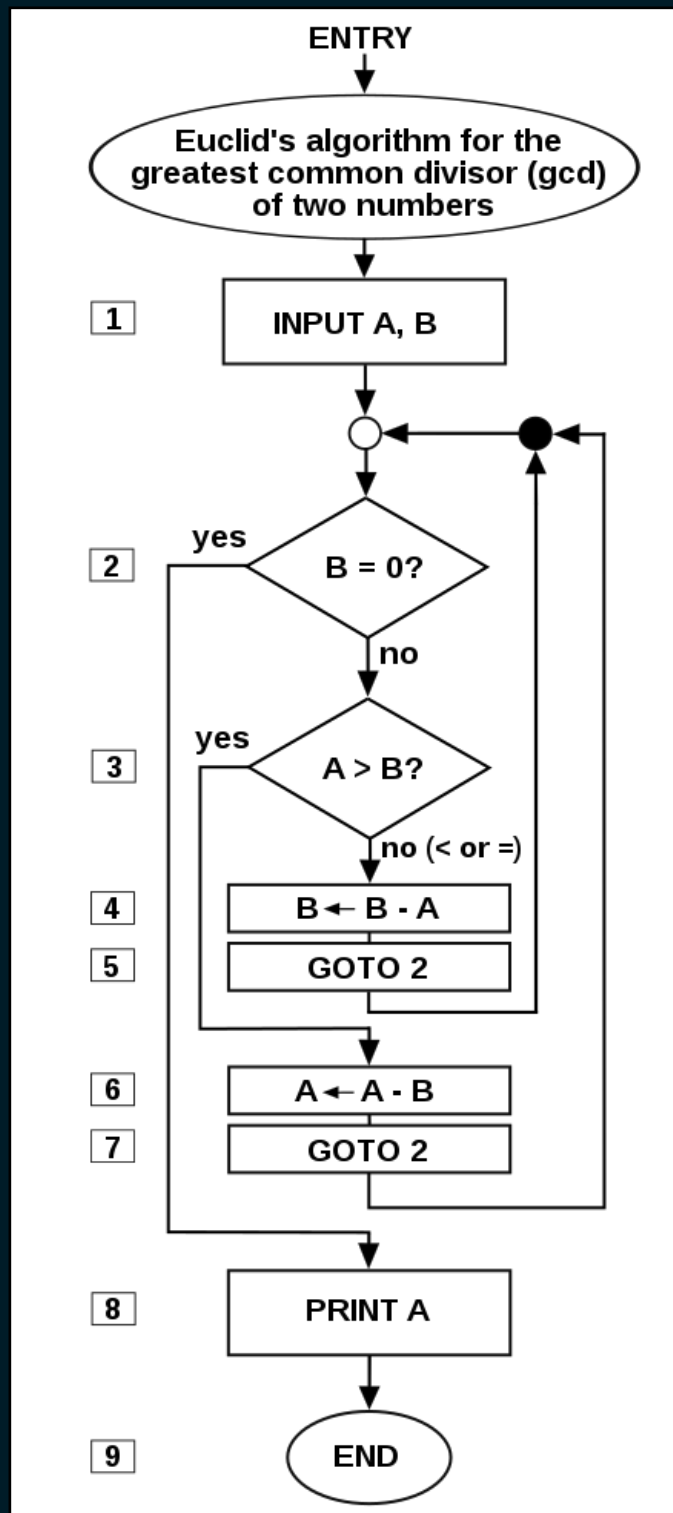 ENTRY
Euclid's algorithm for the
greatest common divisor (gcd)
of two numbers
1
INPUT A, B
yes
2
B = 0?
no
yes
3
A > B?
no (< or =)
4
B ← B - A
5
GOTO 2
6
A ← A - B
7
GOTO 2
8
PRINT A
9
END